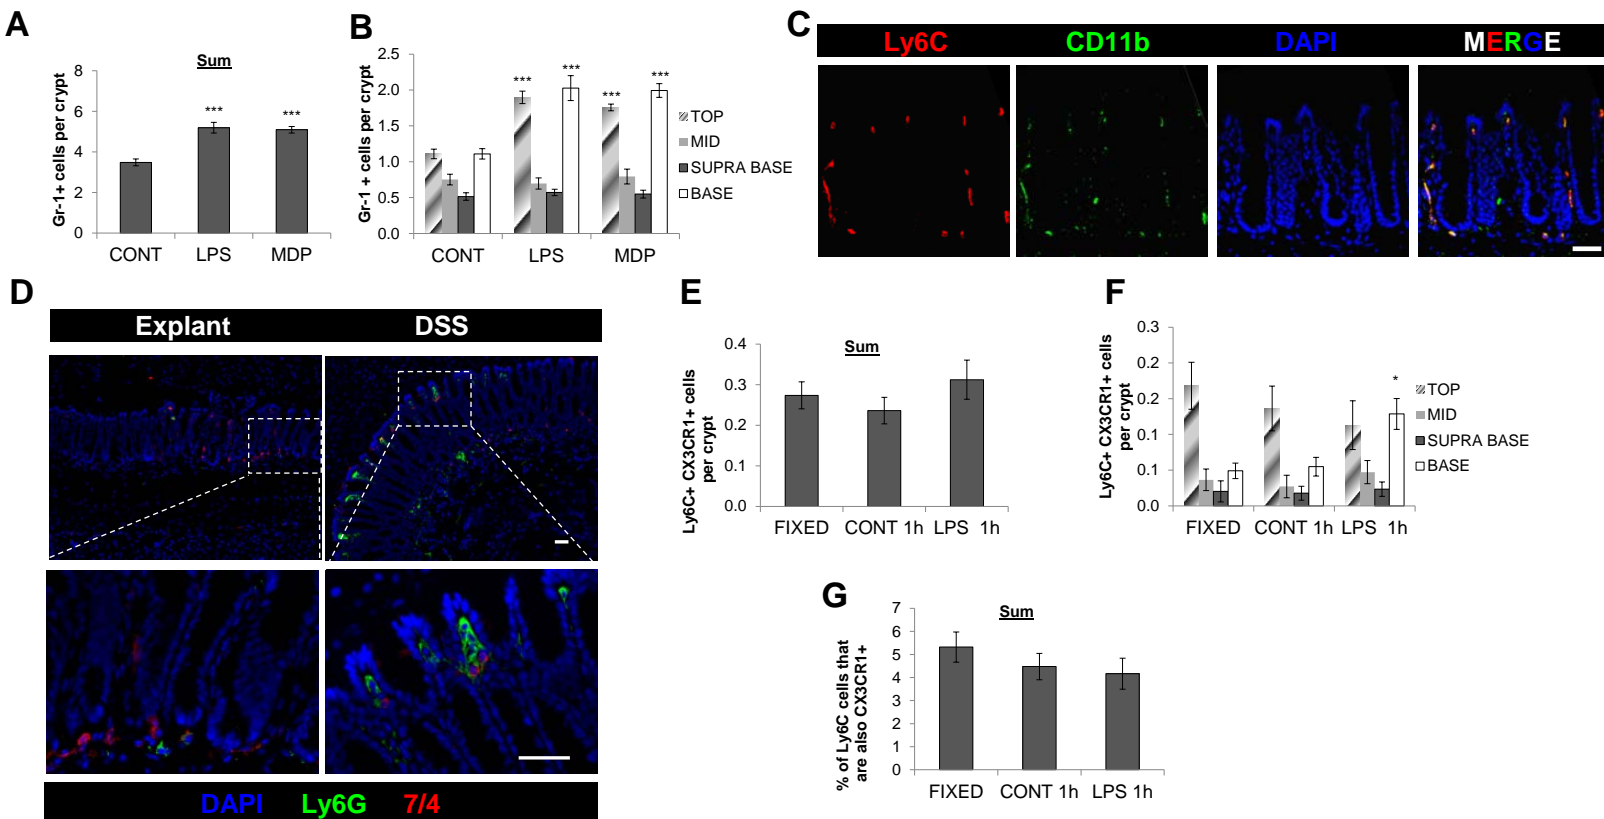 A
Sum
Gr-1+ cells per crypt
8
6
4
2
0
***
***
CONT LPS MDP
B
Gr-1 + cells per crypt
2.5
2.0
1.5
1.0
0.5
0.0
***
***
***
***
CONT LPS MDP
TOP
MID
SUPRA BASE
BASE
C
Ly6C CD11b DAPI MERGE
D
Explant DSS
DAPI Ly6G 7/4
E
Sum
Ly6C+ CX3CR1+ cells
per crypt
0.4
0.3
0.2
0.1
0.0
FIXED CONT 1h LPS 1h
F
Ly6C+ CX3CR1+ cells
per crypt
0.3
0.2
0.2
0.1
0.1
0.0
*
FIXED CONT 1h LPS 1h
TOP
MID
SUPRA BASE
BASE
G
Sum
% of Ly6C cells that
are also CX3CR1+
7
6
5
4
3
2
1
0
FIXED CONT 1h LPS 1h